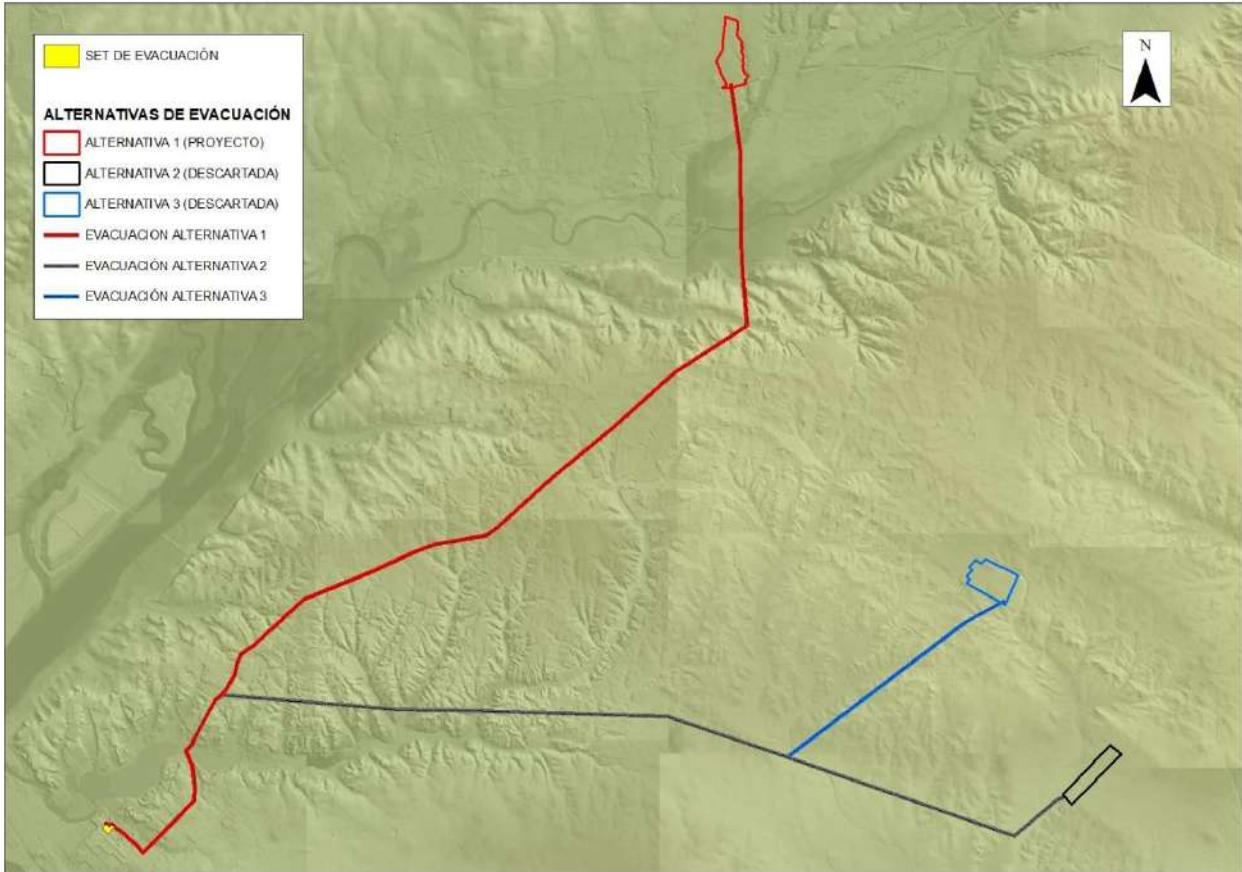 SET DE EVACUACIÓN
ALTERNATIVAS DE EVACUACIÓN
ALTERNATIVA 1 (PROYECTO)
ALTERNATIVA 2 (DESCARTADA)
ALTERNATIVA 3 (DESCARTADA)
EVACUACION ALTERNATIVA 1
EVACUACIÓN ALTERNATIVA 2
EVACUACIÓN ALTERNATIVA 3
N